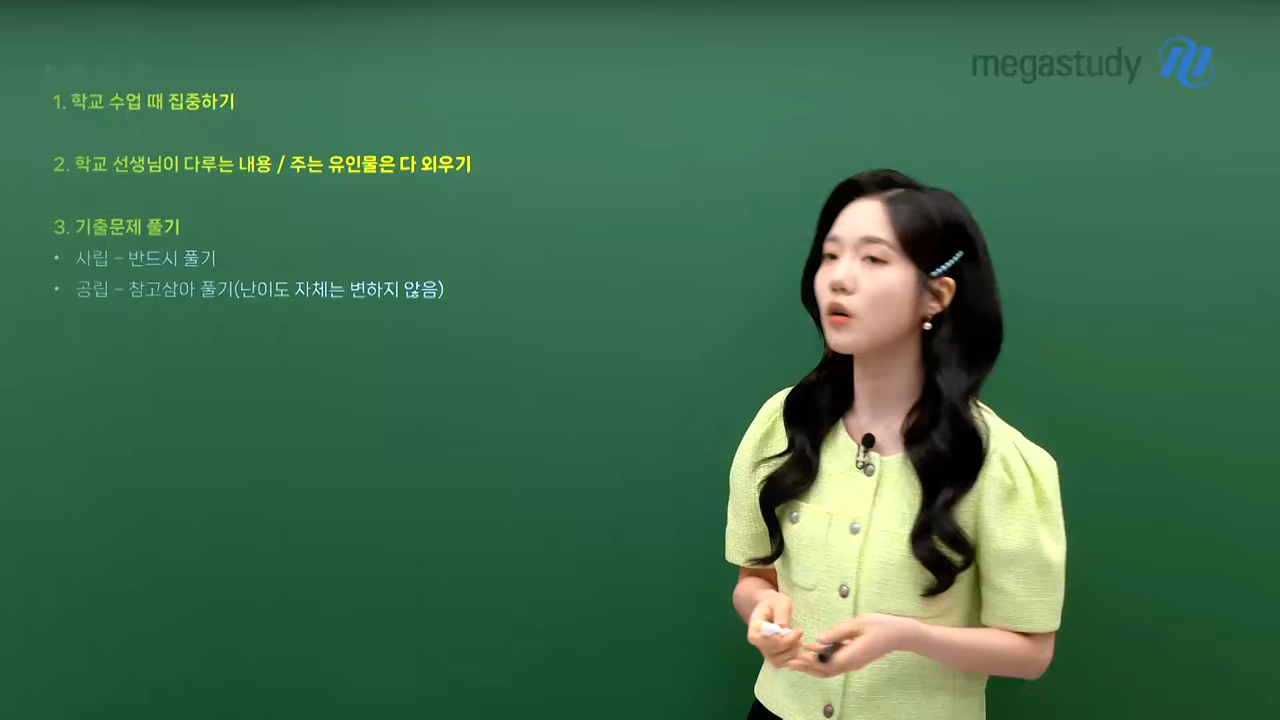 megastudy
1. 학교 수업 때 집중하기
2. 학교 선생님이 다루는 내용 / 주는 유인물은 다 외우기
3. 기출문제 풀기
• 사립 – 반드시 풀기
• 공립 – 참고삼아 풀기(난이도 자체는 변하지 않음)